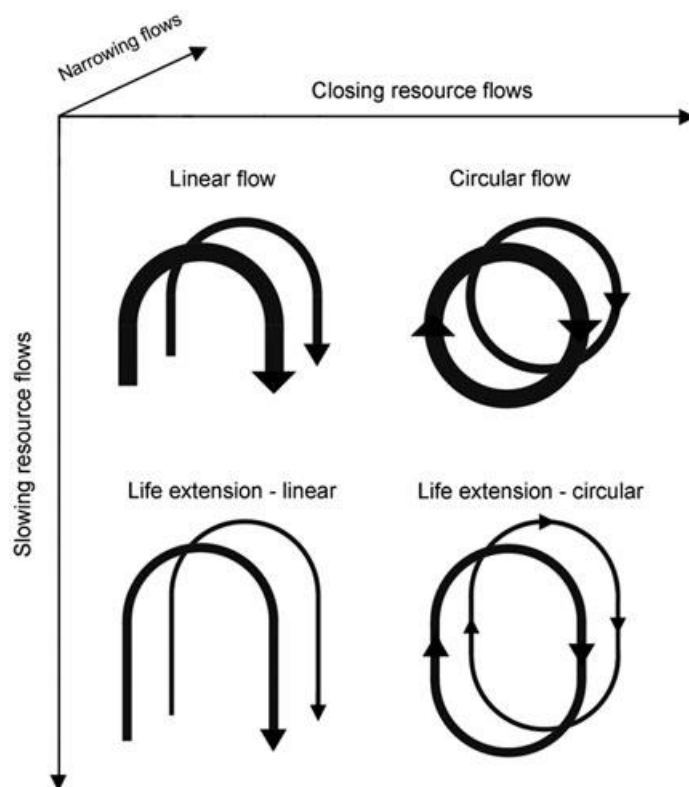 Narrowing flows
Closing resource flows
Linear flow
Circular flow
Slowing resource flows
Life extension - linear
Life extension - circular